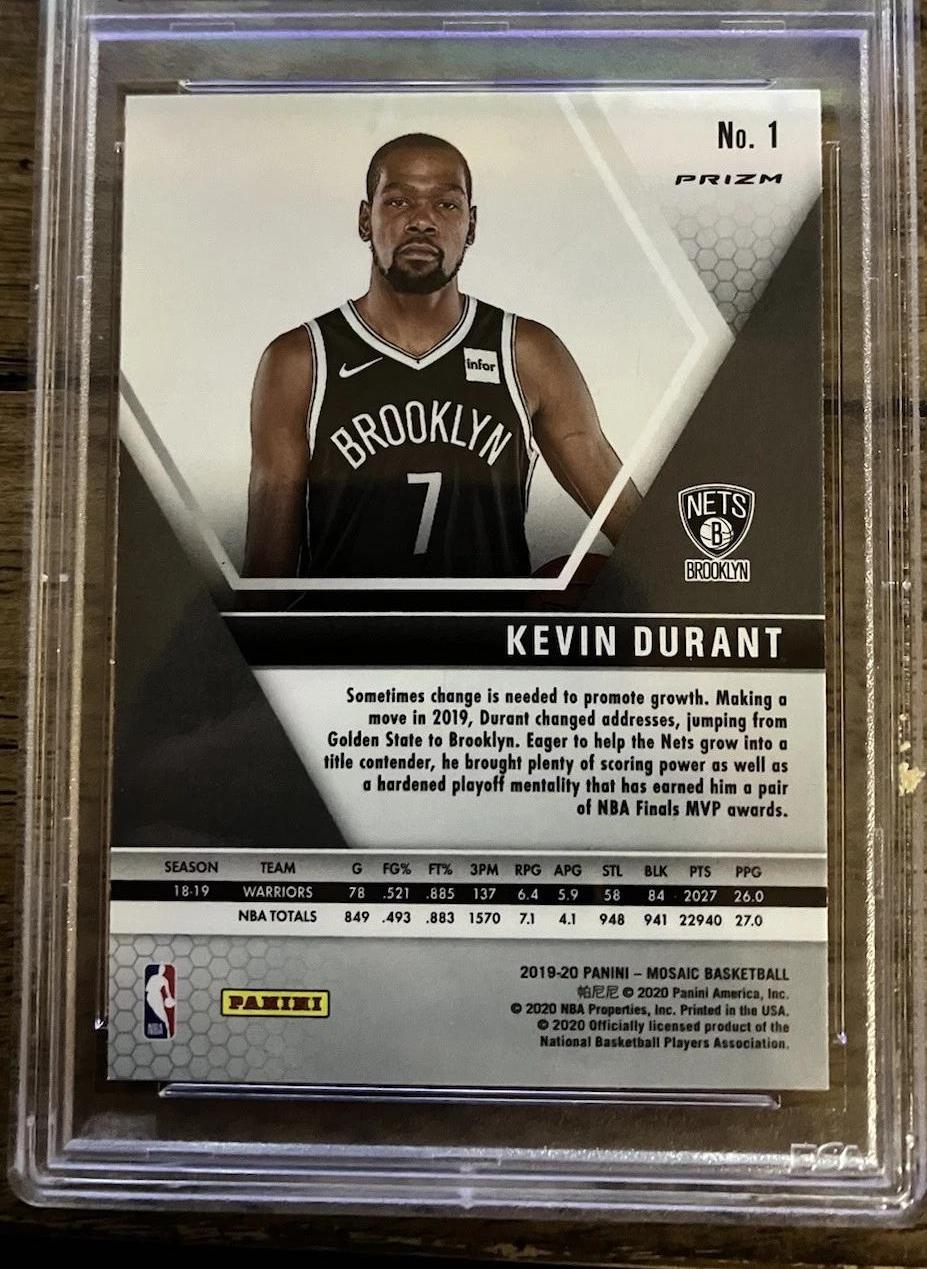 No. 1
PRIZM
infor
BROOKLYN
7
NETS
B
BROOKLYN
KEVIN DURANT
Sometimes change is needed to promote growth. Making a
move in 2019, Durant changed addresses, jumping from
Golden State to Brooklyn. Eager to help the Nets grow into a
title contender, he brought plenty of scoring power as well as
a hardened playoff mentality that has earned him a pair
of NBA Finals MVP awards.
SEASON TEAM G FG% FT% 3PM RPG APG STL BLK PTS PPG
18-19 WARRIORS 78 .521 .885 137 6.4 5.9 58 84 2027 26.0
NBA TOTALS 849 .493 .883 1570 7.1 4.1 948 941 22940 27.0
NBA
PANINI
2019-20 PANINI – MOSAIC BASKETBALL
帕尼尼 © 2020 Panini America, Inc.
© 2020 NBA Properties, Inc. Printed in the USA.
© 2020 Officially licensed product of the
National Basketball Players Association.